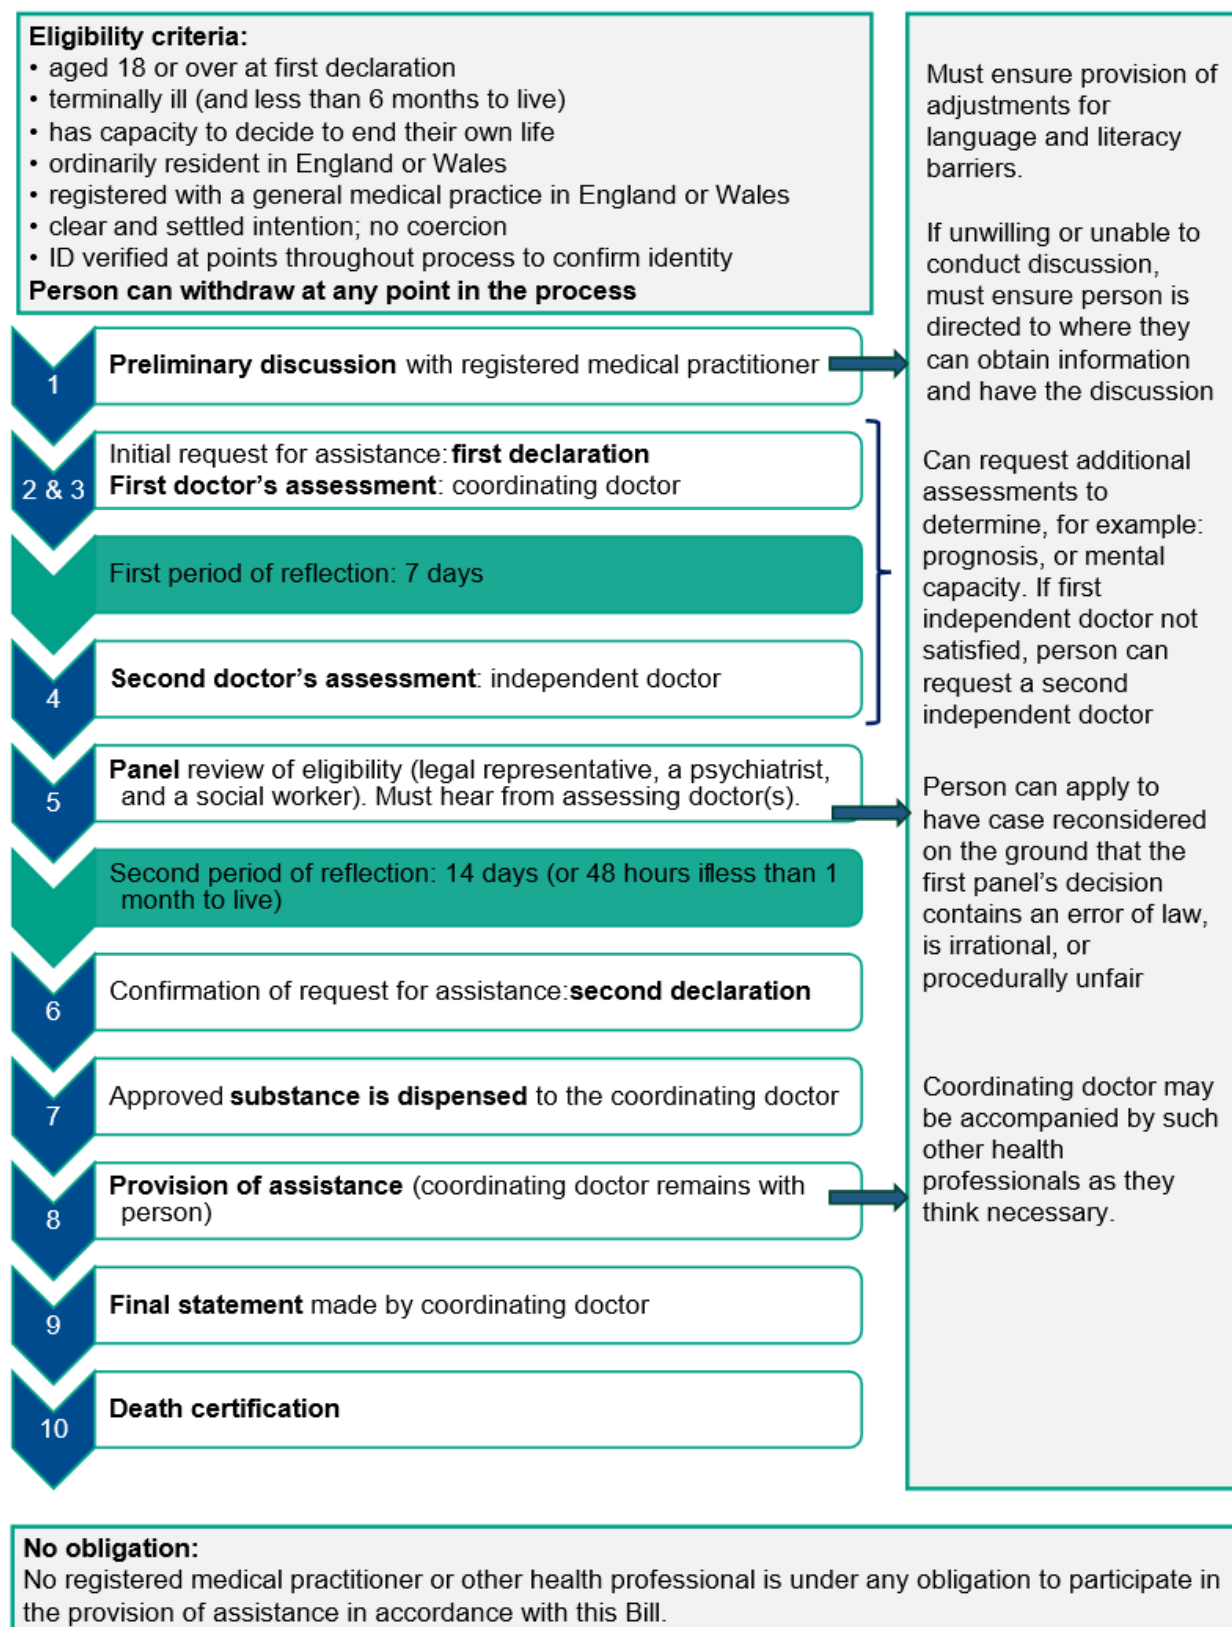 Eligibility criteria:
• aged 18 or over at first declaration
• terminally ill (and less than 6 months to live)
• has capacity to decide to end their own life
• ordinarily resident in England or Wales
• registered with a general medical practice in England or Wales
• clear and settled intention; no coercion
• ID verified at points throughout process to confirm identity
Person can withdraw at any point in the process
1
Preliminary discussion with registered medical practitioner
2 & 3
Initial request for assistance: first declaration
First doctor’s assessment: coordinating doctor
First period of reflection: 7 days
4
Second doctor’s assessment: independent doctor
5
Panel review of eligibility (legal representative, a psychiatrist,
and a social worker). Must hear from assessing doctor(s).
Second period of reflection: 14 days (or 48 hours ifless than 1
month to live)
6
Confirmation of request for assistance:second declaration
7
Approved substance is dispensed to the coordinating doctor
8
Provision of assistance (coordinating doctor remains with
person)
9
Final statement made by coordinating doctor
10
Death certification
Must ensure provision of
adjustments for
language and literacy
barriers.
If unwilling or unable to
conduct discussion,
must ensure person is
directed to where they
can obtain information
and have the discussion
Can request additional
assessments to
determine, for example:
prognosis, or mental
capacity. If first
independent doctor not
satisfied, person can
request a second
independent doctor
Person can apply to
have case reconsidered
on the ground that the
first panel’s decision
contains an error of law,
is irrational, or
procedurally unfair
Coordinating doctor may
be accompanied by such
other health
professionals as they
think necessary.
No obligation:
No registered medical practitioner or other health professional is under any obligation to participate in
the provision of assistance in accordance with this Bill.